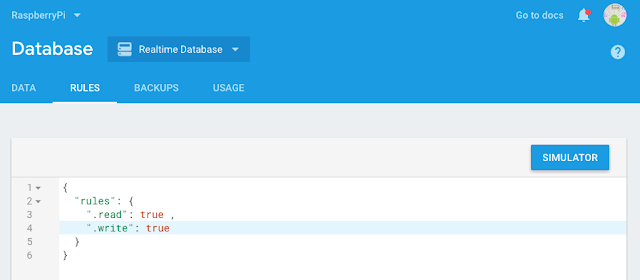 RaspberryPi Go to docs
Database Realtime Database ?
DATA RULES BACKUPS USAGE
SIMULATOR
1 {
2 "rules": {
3 ".read": true ,
4 ".write": true
5 }
6 }